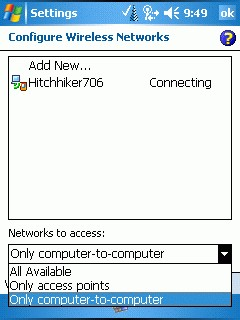 Settings 9:49 ok
Configure Wireless Networks
Add New...
Hitchhiker706 Connecting
Networks to access:
Only computer-to-computer
All Available
Only access points
Only computer-to-computer